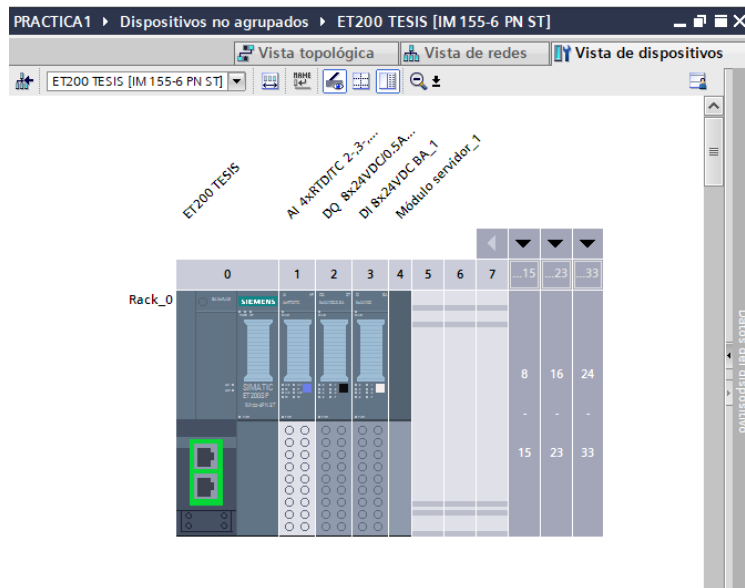 PRACTICA1 ▸ Dispositivos no agrupados ▸ ET200 TESIS [IM 155-6 PN ST]
Vista topológica Vista de redes Vista de dispositivos
ET200 TESIS [IM 155-6 PN ST]
ET200 TESIS
AI 4xRTD/TC 2-,3-,...
DQ 8x24VDC/0.5A...
DI 8x24VDC BA_1
Módulo servidor_1
0 1 2 3 4 5 6 7 ...15 ...23 ...33
Rack_0
SIEMENS
SIMATIC
ET200SP
8 16 24
- - -
15 23 33
Datos del dispositivo